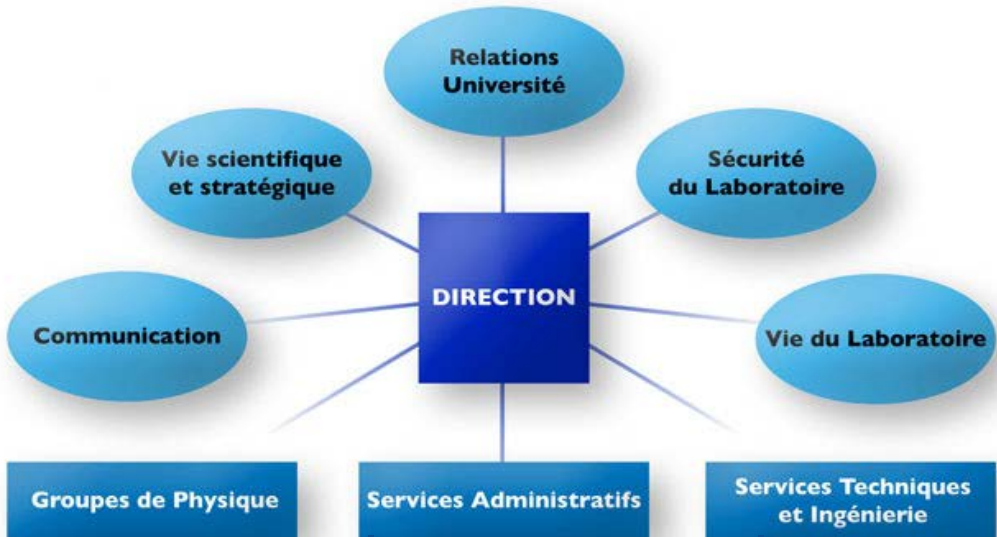 Relations
Université
Vie scientifique
et stratégique
Sécurité
du Laboratoire
DIRECTION
Communication
Vie du Laboratoire
Groupes de Physique
Services Administratifs
Services Techniques
et Ingénierie